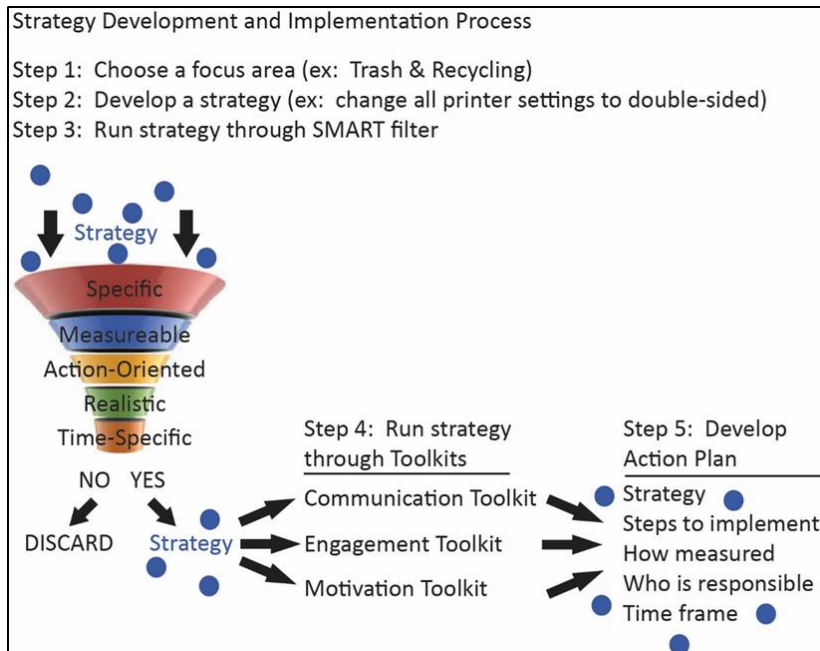 Strategy Development and Implementation Process
Step 1:  Choose a focus area (ex:  Trash & Recycling)
Step 2:  Develop a strategy (ex:  change all printer settings to double-sided)
Step 3:  Run strategy through SMART filter
Strategy
Specific
Measureable
Action-Oriented
Realistic
Time-Specific
NO YES
DISCARD
Strategy
Step 4:  Run strategy
through Toolkits
Communication Toolkit
Engagement Toolkit
Motivation Toolkit
Step 5:  Develop
Action Plan
Strategy
Steps to implement
How measured
Who is responsible
Time frame